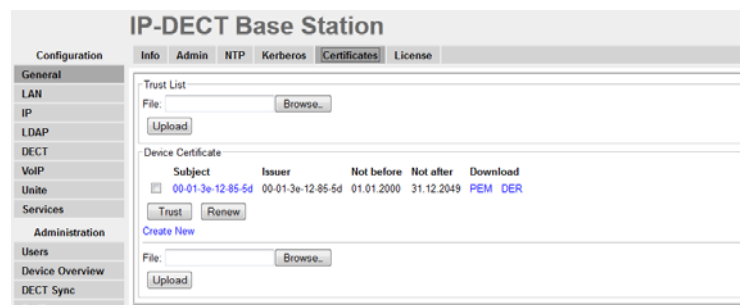 IP-DECT Base Station
Configuration
Info Admin NTP Kerberos Certificates License
General
LAN
IP
LDAP
DECT
VoIP
Unite
Services
Administration
Users
Device Overview
DECT Sync
Trust List
File: Browse...
Upload
Device Certificate
Subject Issuer Not before Not after Download
00-01-3e-12-85-5d 00-01-3e-12-85-5d 01.01.2000 31.12.2049 PEM DER
Trust Renew
Create New
File: Browse...
Upload